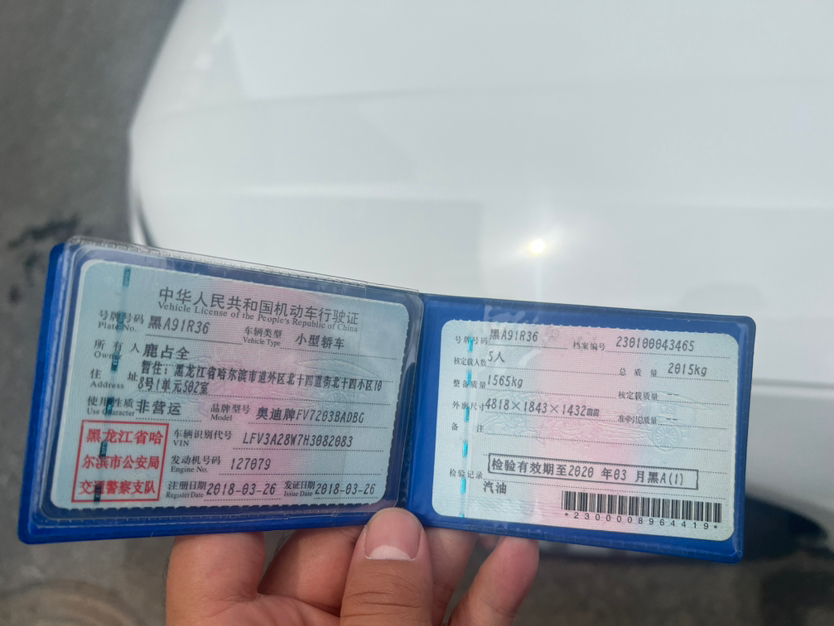 中华人民共和国机动车行驶证
Vehicle License of the People's Republic of China
号牌号码 黑A91R36 车辆类型 小型轿车
Plate No. Vehicle Type
所有人 鹿占全
Owner
住址 暂住：黑龙江省哈尔滨市道外区北十四道街北十四小区18
Address 8号1单元502室
使用性质 非营运 品牌型号 奥迪牌FV7203BADBG
Use Character Model
黑龙江省哈
尔滨市公安局
交通警察支队
车辆识别代号 LFV3A28W7H3082083
VIN
发动机号码 127079
Engine No.
注册日期 2018-03-26 发证日期 2018-03-26
Register Date Issue Date
号牌号码 黑A91R36 档案编号 230100043465
核定载人数 5人 总质量 2015kg
整备质量 1565kg 核定载质量 --
外廓尺寸 4818×1843×1432mm 准牵引总质量 --
备注
检验记录 检验有效期至2020年03月黑A(1)
汽油
*2300008964419*